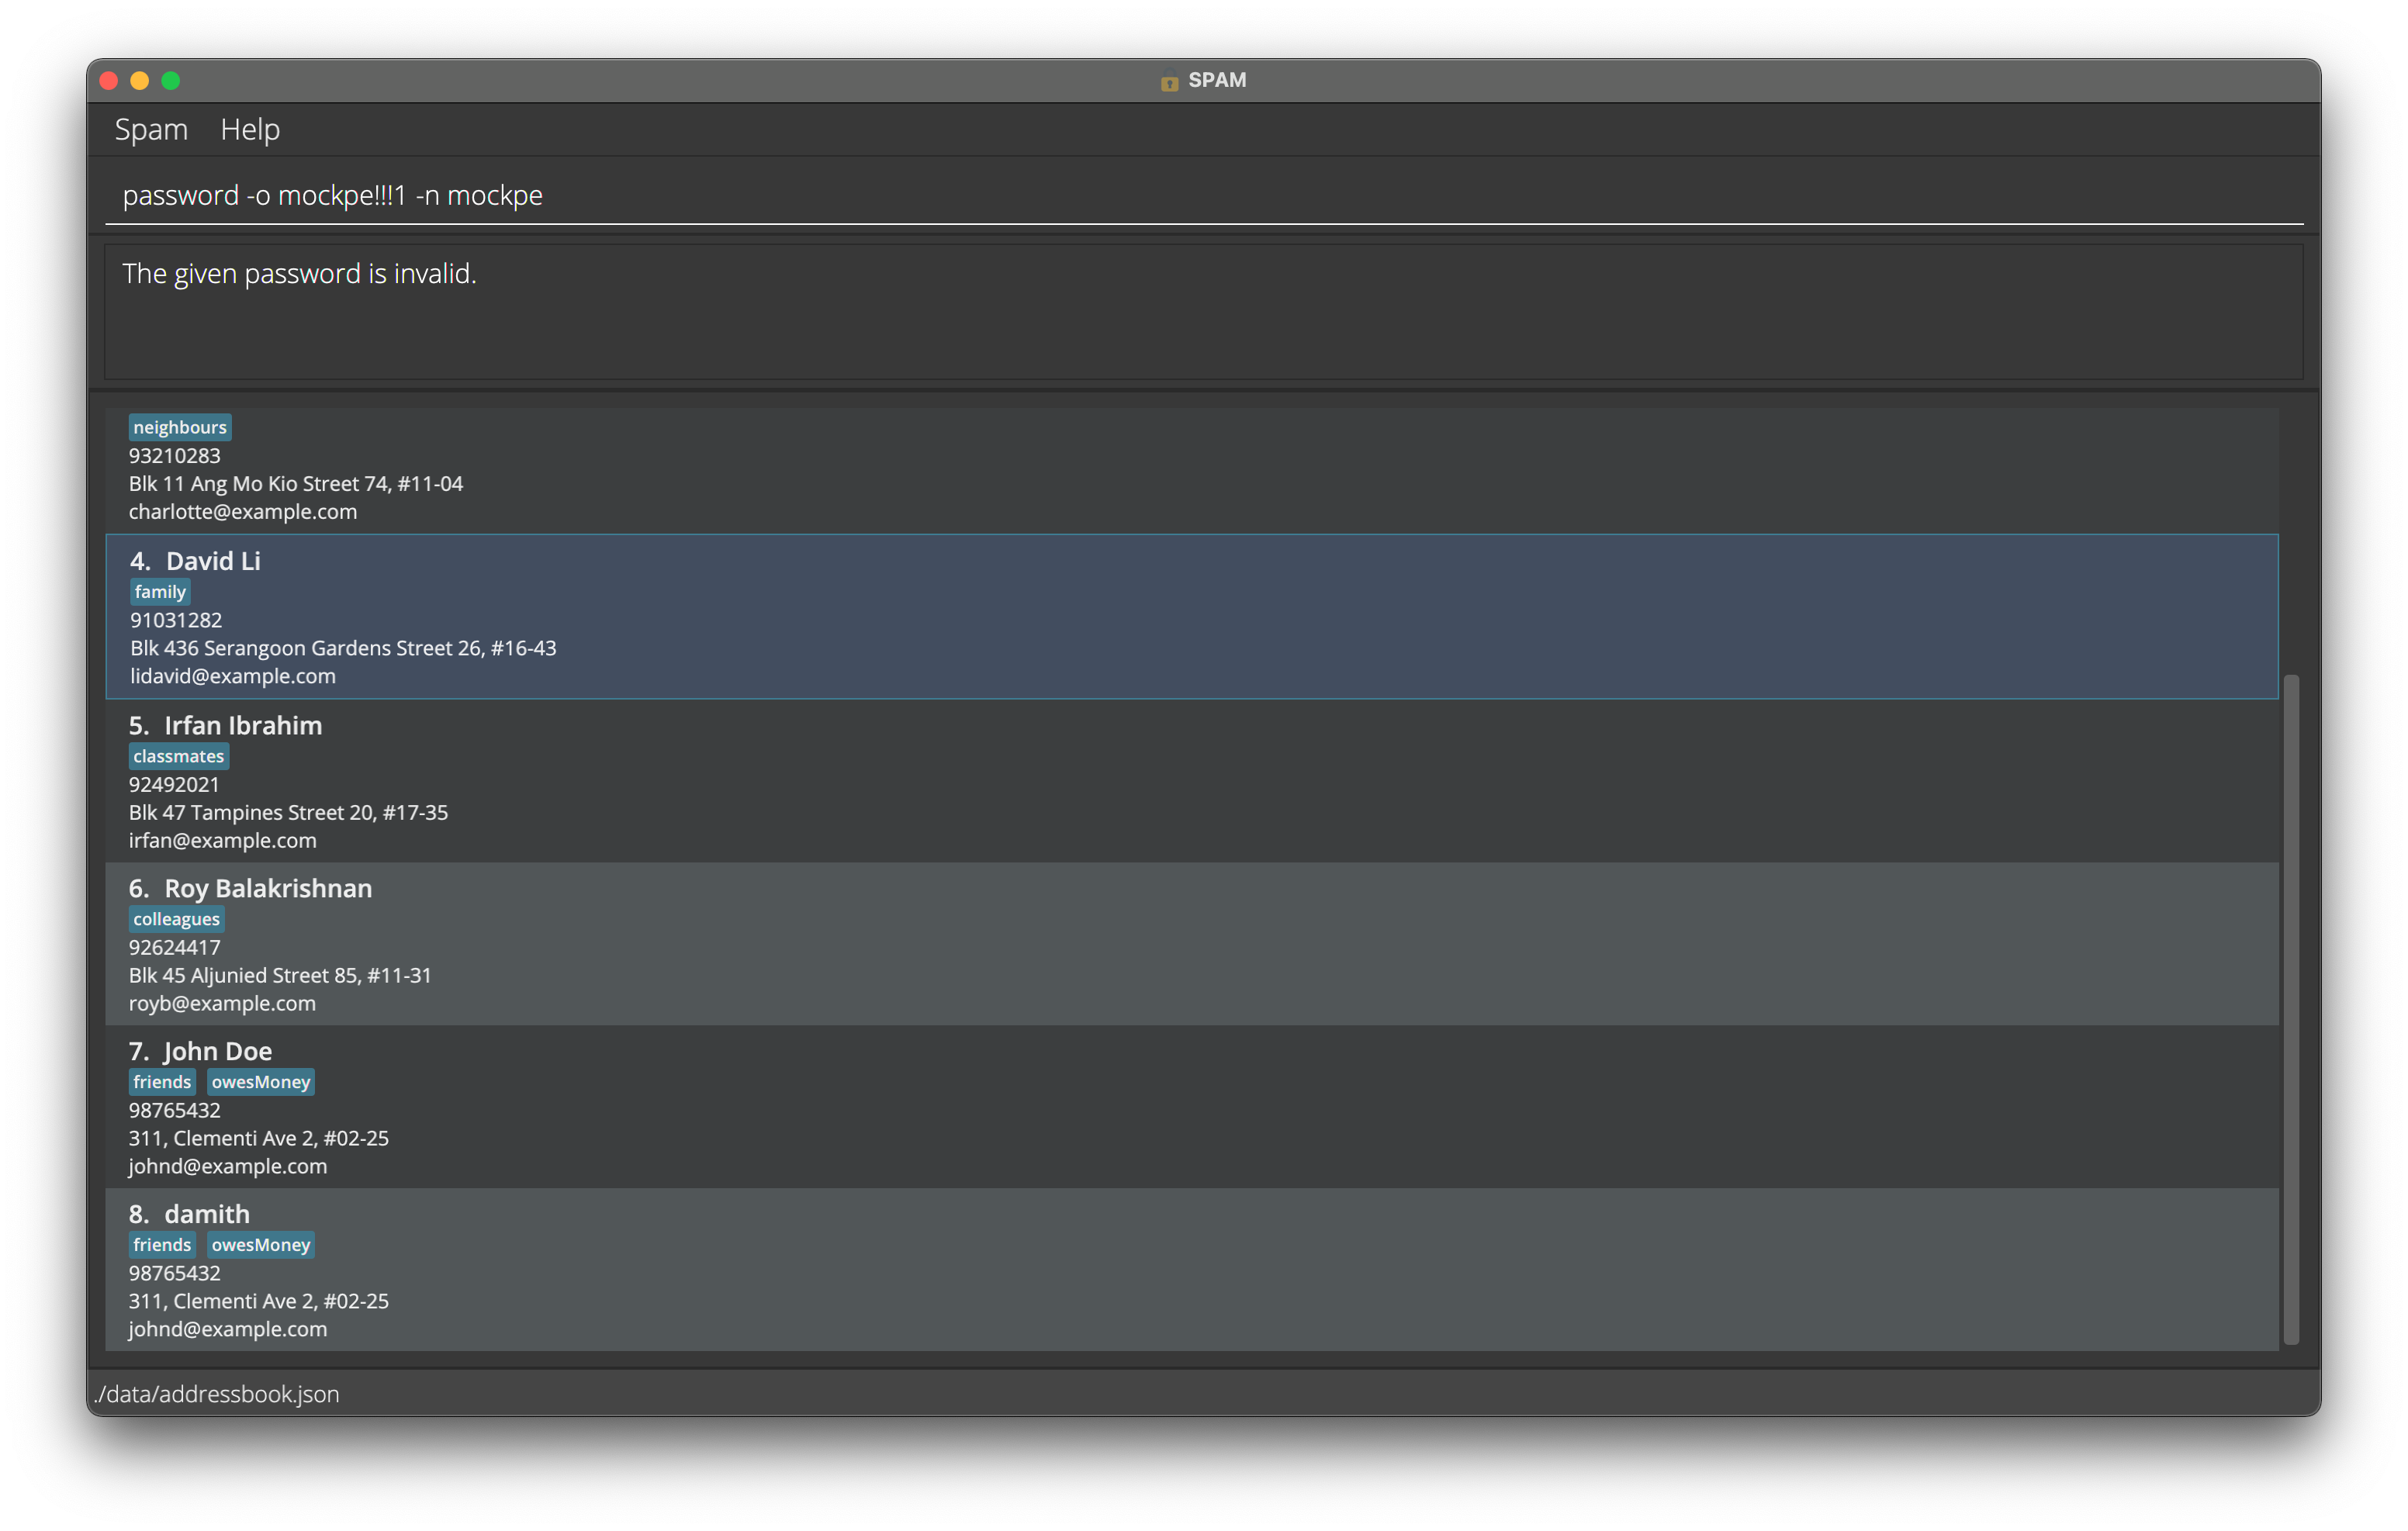 SPAM
Spam Help
password -o mockpe!!!1 -n mockpe
The given password is invalid.
neighbours
93210283
Blk 11 Ang Mo Kio Street 74, #11-04
charlotte@example.com
4. David Li
family
91031282
Blk 436 Serangoon Gardens Street 26, #16-43
lidavid@example.com
5. Irfan Ibrahim
classmates
92492021
Blk 47 Tampines Street 20, #17-35
irfan@example.com
6. Roy Balakrishnan
colleagues
92624417
Blk 45 Aljunied Street 85, #11-31
royb@example.com
7. John Doe
friends owesMoney
98765432
311, Clementi Ave 2, #02-25
johnd@example.com
8. damith
friends owesMoney
98765432
311, Clementi Ave 2, #02-25
johnd@example.com
./data/addressbook.json